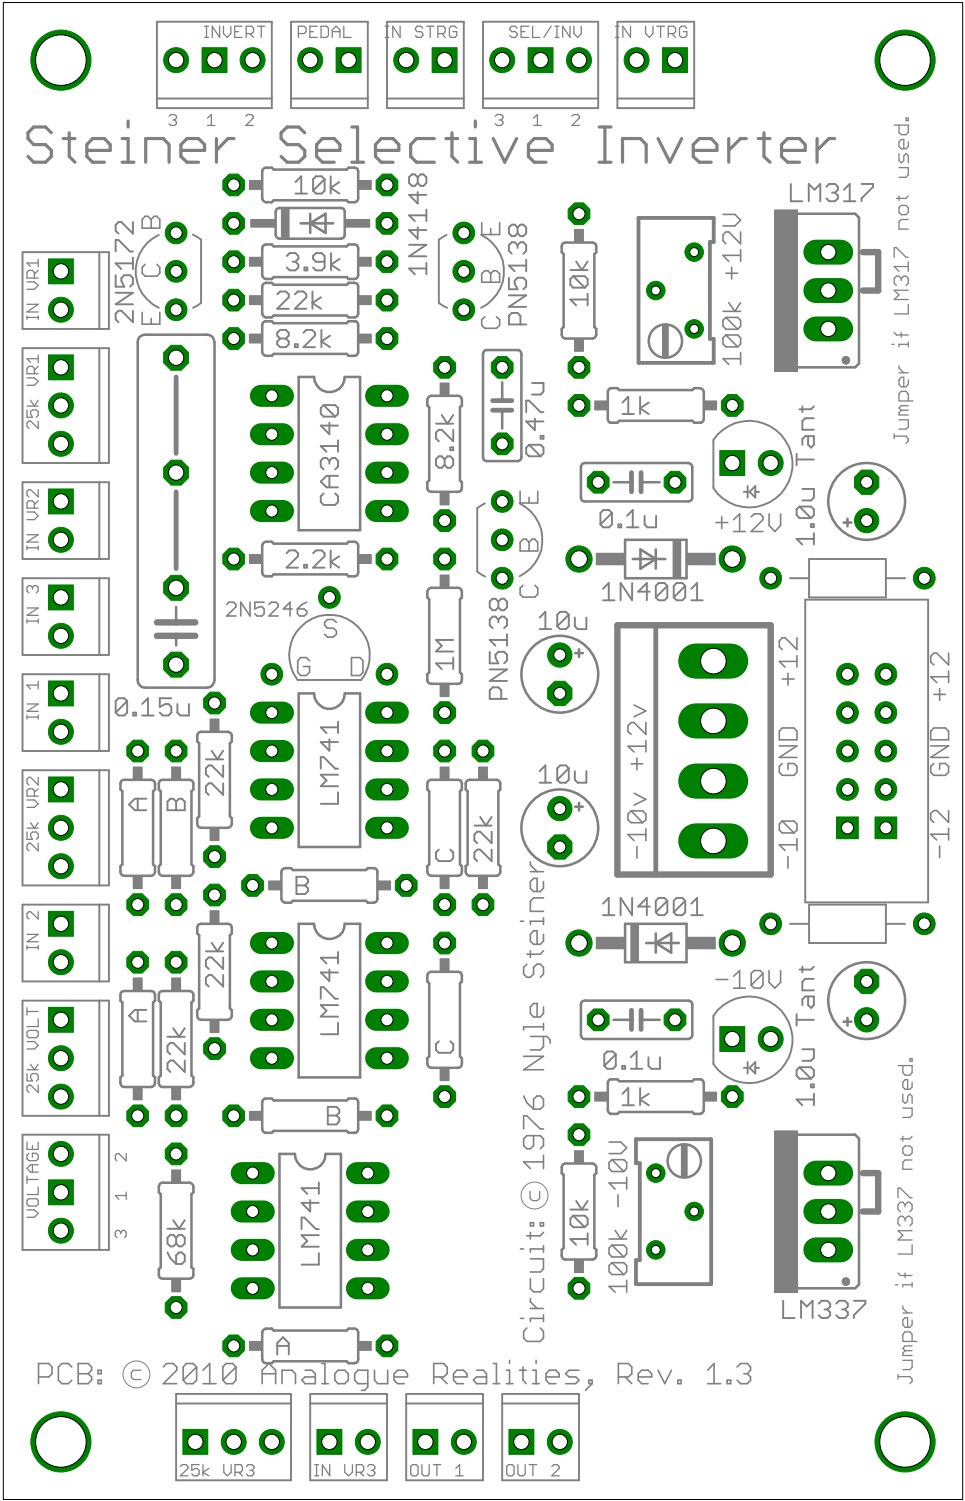 INVERT
PEDAL
IN STRG
SEL/INV
IN VTRG
3 1 2
3 1 2
Steiner Selective Inverter
10k
1N4148
3.9k
22k
8.2k
2N5172
B
C
E
E
B
C
PN5138
10k
100k +12V
LM317
Jumper if LM317 not used.
IN VR1
25k VR1
IN VR2
IN 3
IN 1
25k VR2
IN 2
25k VOLT
VOLTAGE
2
1
3
CA3140
8.2k
0.47u
1k
0.1u
+12V
1.0u Tant
+
1N4001
2.2k
2N5246
S
G D
E
B
C
PN5138
1M
10u
+
0.15u
22k
LM741
A
B
C
22k
10u
+
-10v +12v
+12
GND
-10
+12
GND
-12
B
22k
LM741
A
22k
C
B
1N4001
-10V
0.1u
1.0u Tant
+
1k
68k
LM741
A
10k
100k -10V
LM337
Jumper if LM337 not used.
Circuit: © 1976 Nyle Steiner
PCB: © 2010 Analogue Realities, Rev. 1.3
25k VR3
IN VR3
OUT 1
OUT 2